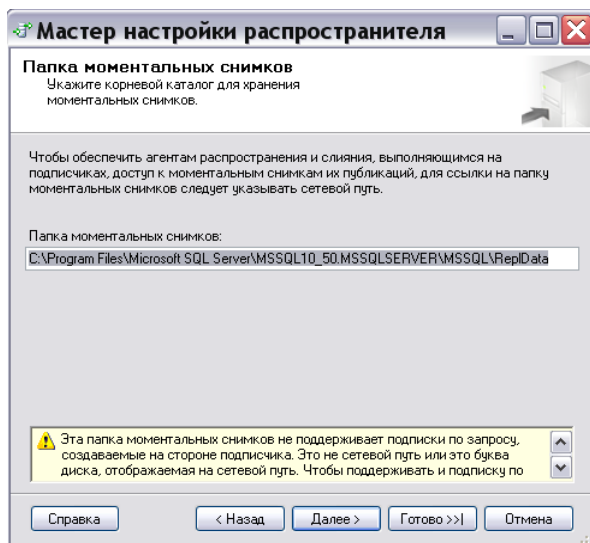 Мастер настройки распространителя
Папка моментальных снимков
Укажите корневой каталог для хранения
моментальных снимков.
Чтобы обеспечить агентам распространения и слияния, выполняющимся на
подписчиках, доступ к моментальным снимкам их публикаций, для ссылки на папку
моментальных снимков следует указывать сетевой путь.
Папка моментальных снимков:
C:\Program Files\Microsoft SQL Server\MSSQL10_50.MSSQLSERVER\MSSQL\ReplData
Эта папка моментальных снимков не поддерживает подписки по запросу,
создаваемые на стороне подписчика. Это не сетевой путь или это буква
диска, отображаемая на сетевой путь. Чтобы поддерживать и подписку по
Справка
< Назад
Далее >
Готово >>|
Отмена